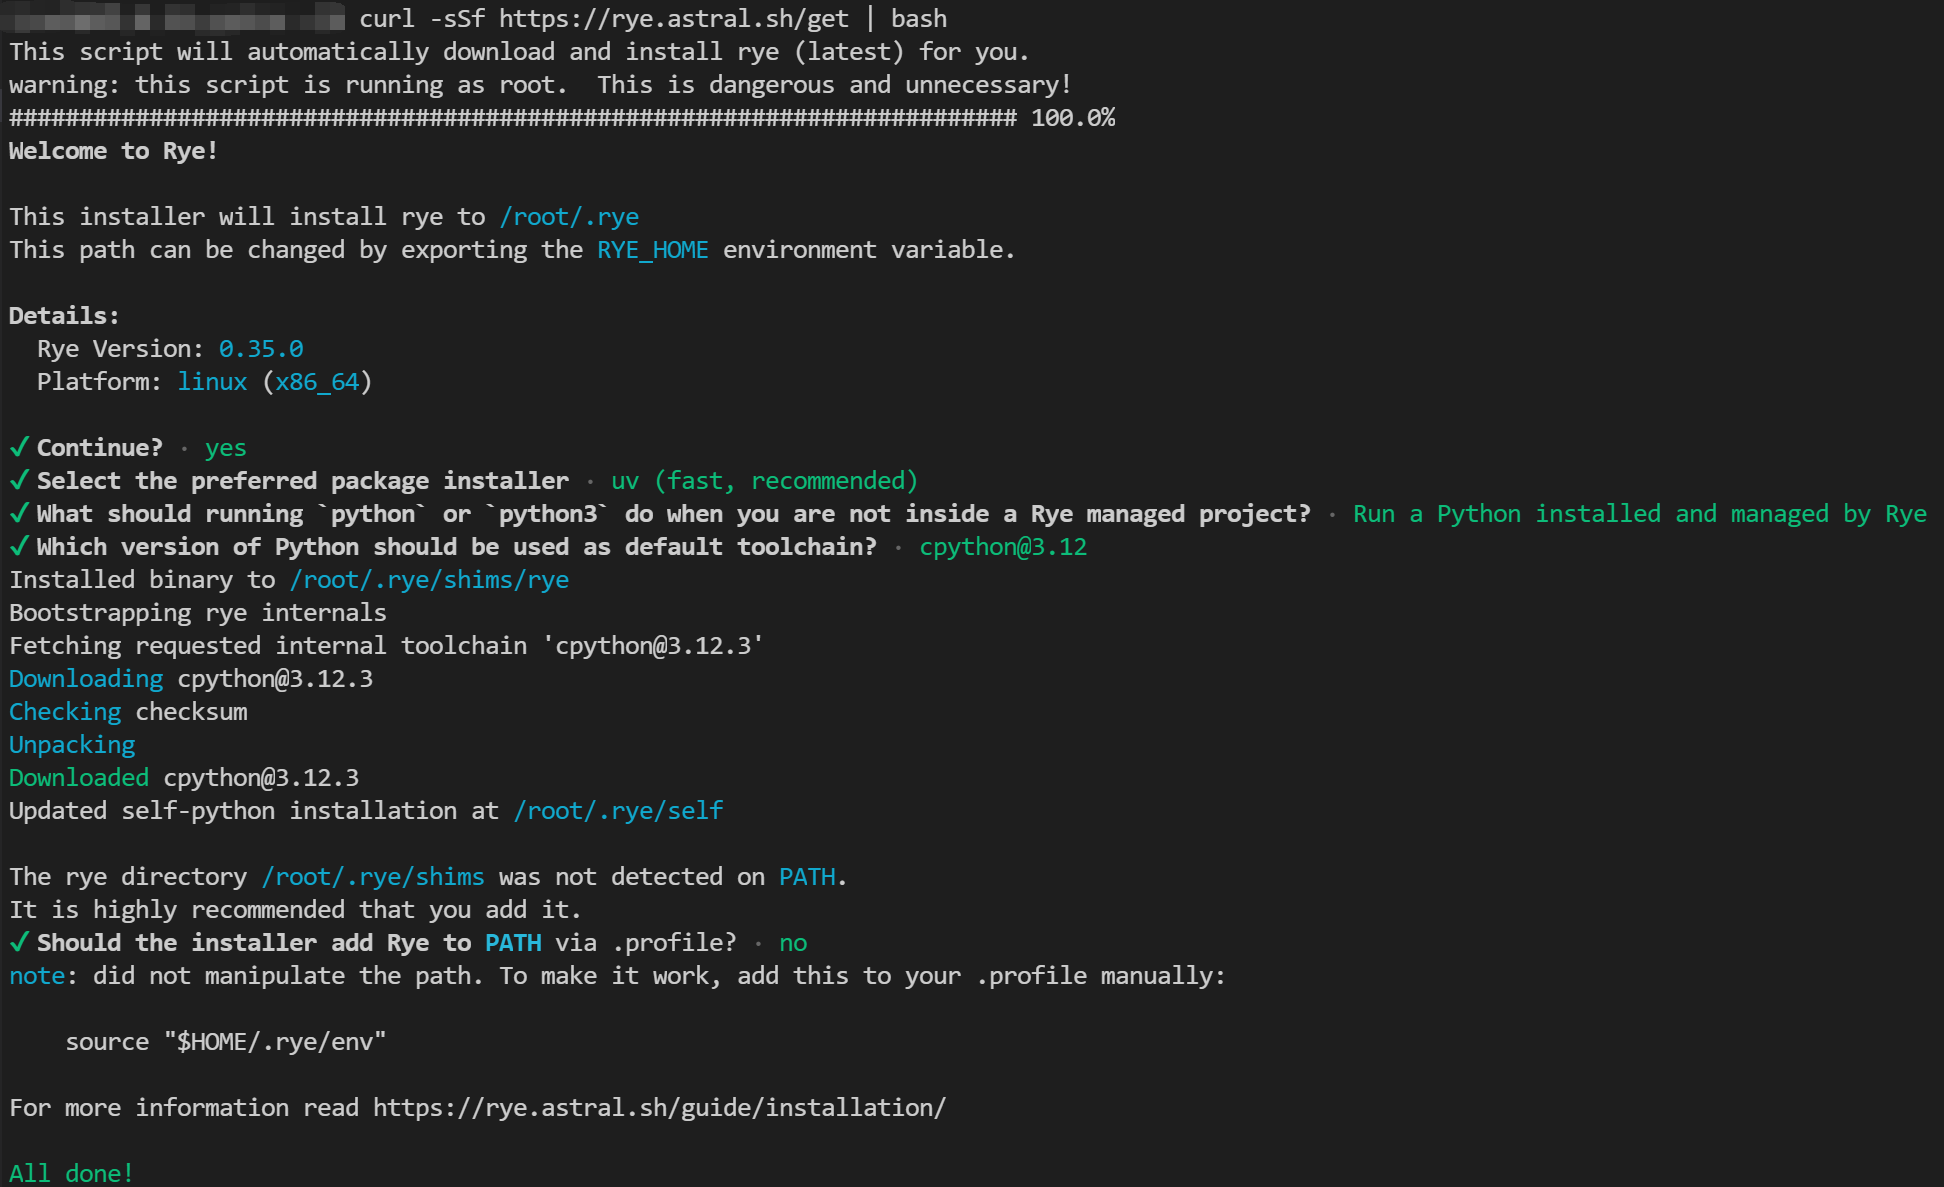 curl -sSf https://rye.astral.sh/get | bash
This script will automatically download and install rye (latest) for you.
warning: this script is running as root.  This is dangerous and unnecessary!
######################################################################## 100.0%
Welcome to Rye!

This installer will install rye to /root/.rye
This path can be changed by exporting the RYE_HOME environment variable.

Details:
  Rye Version: 0.35.0
  Platform: linux (x86_64)

✓ Continue? · yes
✓ Select the preferred package installer · uv (fast, recommended)
✓ What should running `python` or `python3` do when you are not inside a Rye managed project? · Run a Python installed and managed by Rye
✓ Which version of Python should be used as default toolchain? · cpython@3.12
Installed binary to /root/.rye/shims/rye
Bootstrapping rye internals
Fetching requested internal toolchain 'cpython@3.12.3'
Downloading cpython@3.12.3
Checking checksum
Unpacking
Downloaded cpython@3.12.3
Updated self-python installation at /root/.rye/self

The rye directory /root/.rye/shims was not detected on PATH.
It is highly recommended that you add it.
✓ Should the installer add Rye to PATH via .profile? · no
note: did not manipulate the path. To make it work, add this to your .profile manually:

    source "$HOME/.rye/env"

For more information read https://rye.astral.sh/guide/installation/

All done!